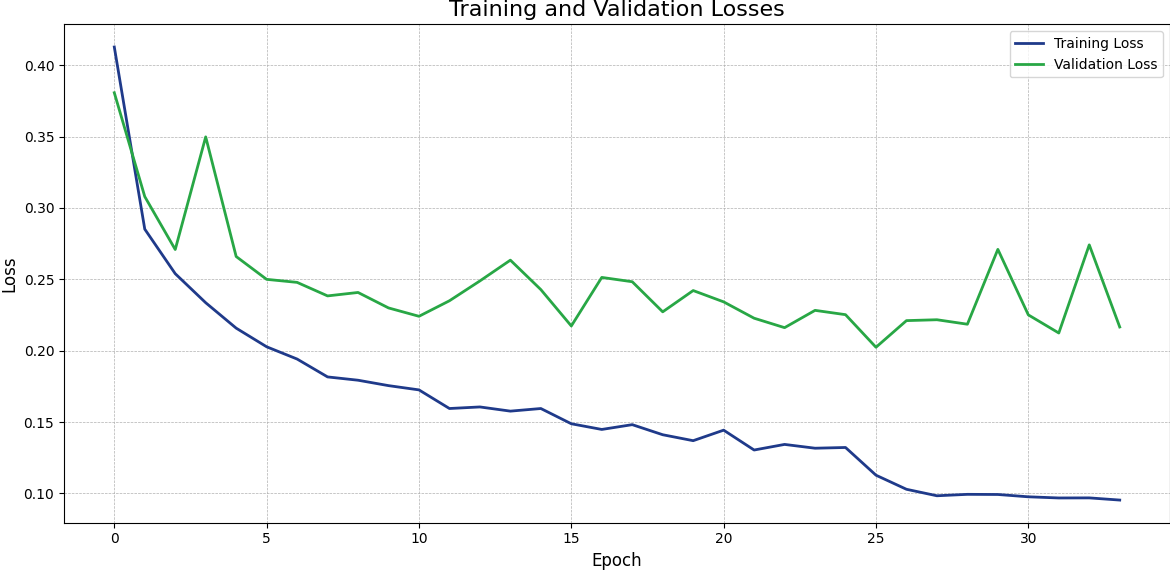 Training and Validation Losses
Training Loss
Validation Loss
Loss
0.40
0.35
0.30
0.25
0.20
0.15
0.10
0 5 10 15 20 25 30
Epoch